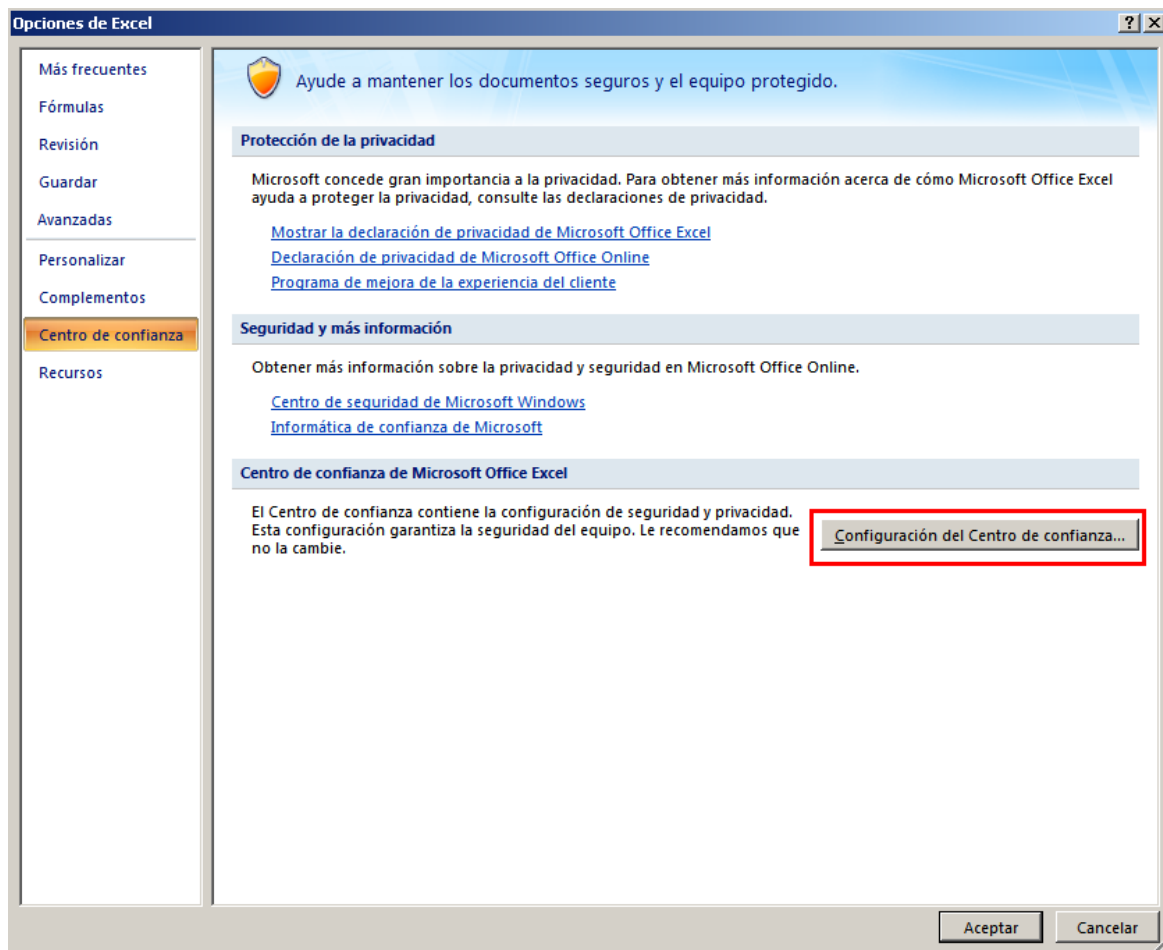 Opciones de Excel
Más frecuentes
Fórmulas
Revisión
Guardar
Avanzadas
Personalizar
Complementos
Centro de confianza
Recursos
Ayude a mantener los documentos seguros y el equipo protegido.
Protección de la privacidad
Microsoft concede gran importancia a la privacidad. Para obtener más información acerca de cómo Microsoft Office Excel
ayuda a proteger la privacidad, consulte las declaraciones de privacidad.
Mostrar la declaración de privacidad de Microsoft Office Excel
Declaración de privacidad de Microsoft Office Online
Programa de mejora de la experiencia del cliente
Seguridad y más información
Obtener más información sobre la privacidad y seguridad en Microsoft Office Online.
Centro de seguridad de Microsoft Windows
Informática de confianza de Microsoft
Centro de confianza de Microsoft Office Excel
El Centro de confianza contiene la configuración de seguridad y privacidad.
Esta configuración garantiza la seguridad del equipo. Le recomendamos que
no la cambie.
Configuración del Centro de confianza...
Aceptar
Cancelar